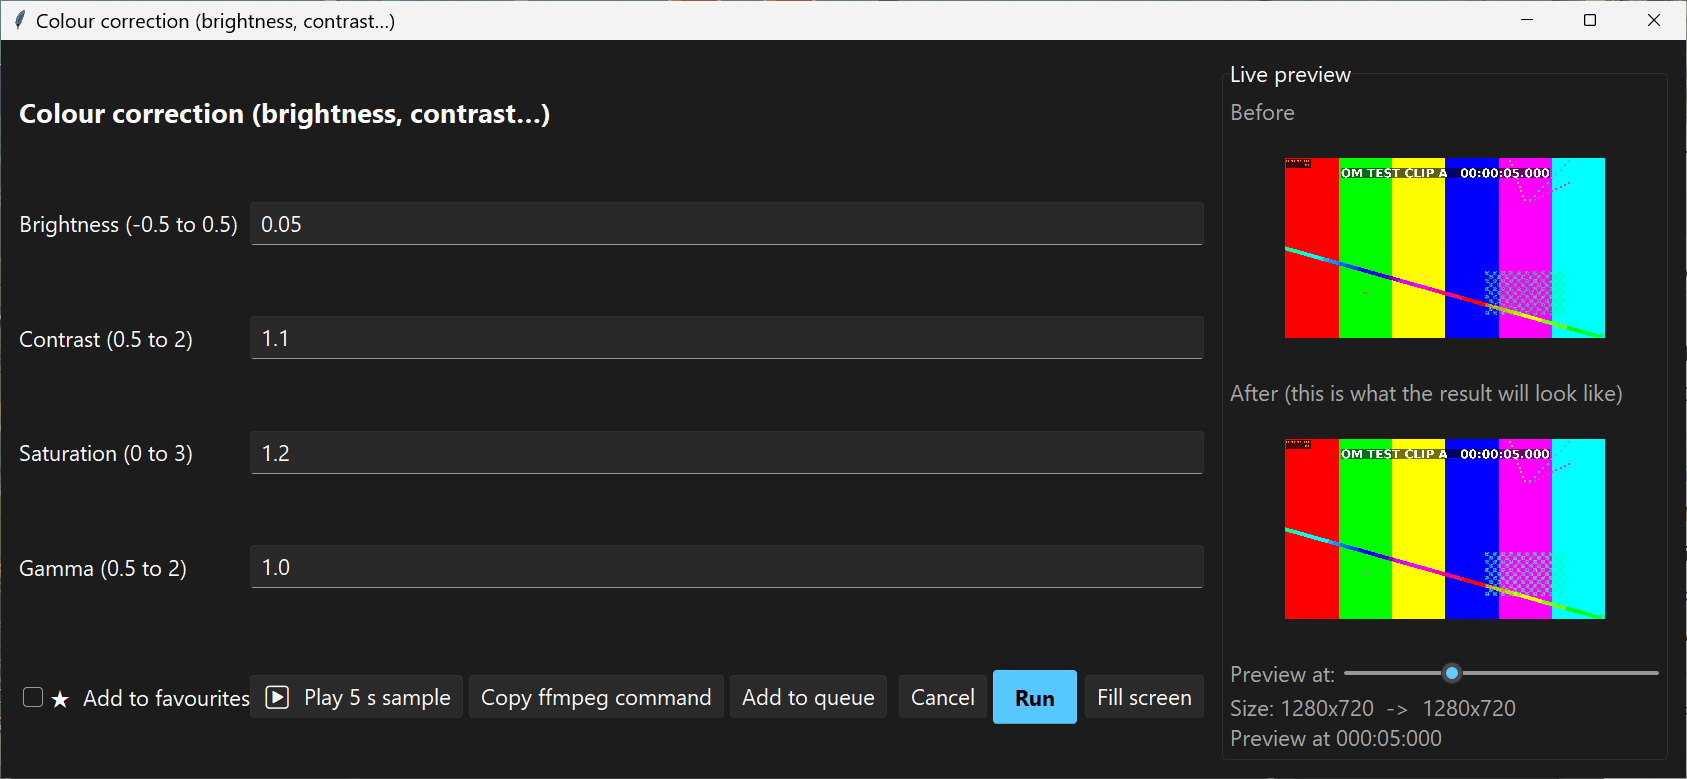 Colour correction (brightness, contrast...)
Colour correction (brightness, contrast...)
Brightness (-0.5 to 0.5) 0.05
Contrast (0.5 to 2) 1.1
Saturation (0 to 3) 1.2
Gamma (0.5 to 2) 1.0
★ Add to favourites Play 5 s sample Copy ffmpeg command Add to queue Cancel Run Fill screen
Live preview
Before
OM TEST CLIP A 00:00:05.000
After (this is what the result will look like)
OM TEST CLIP A 00:00:05.000
Preview at:
Size: 1280x720 -> 1280x720
Preview at 000:05:000